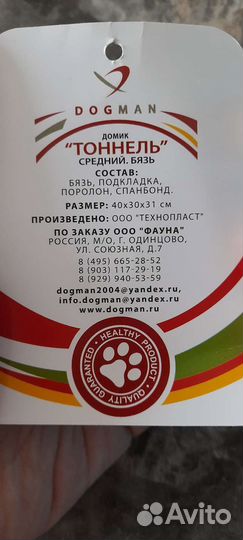 DOGMAN
ДОМИК
"ТОННЕЛЬ"
СРЕДНИЙ. БЯЗЬ
СОСТАВ:
БЯЗЬ, ПОДКЛАДКА,
ПОРОЛОН, СПАНБОНД.
РАЗМЕР: 40х30х31 см
ПРОИЗВЕДЕНО: ООО "ТЕХНОПЛАСТ"
ПО ЗАКАЗУ ООО "ФАУНА"
РОССИЯ, М/О, Г. ОДИНЦОВО,
УЛ. СОЮЗНАЯ, Д.7
8 (495) 665-28-52
8 (903) 117-29-19
8 (929) 940-53-59
dogman2004@yandex.ru,
info.dogman@yandex.ru
www.dogman.ru
HEALTHY PRODUCT
QUALITY GUARANTED
Avito